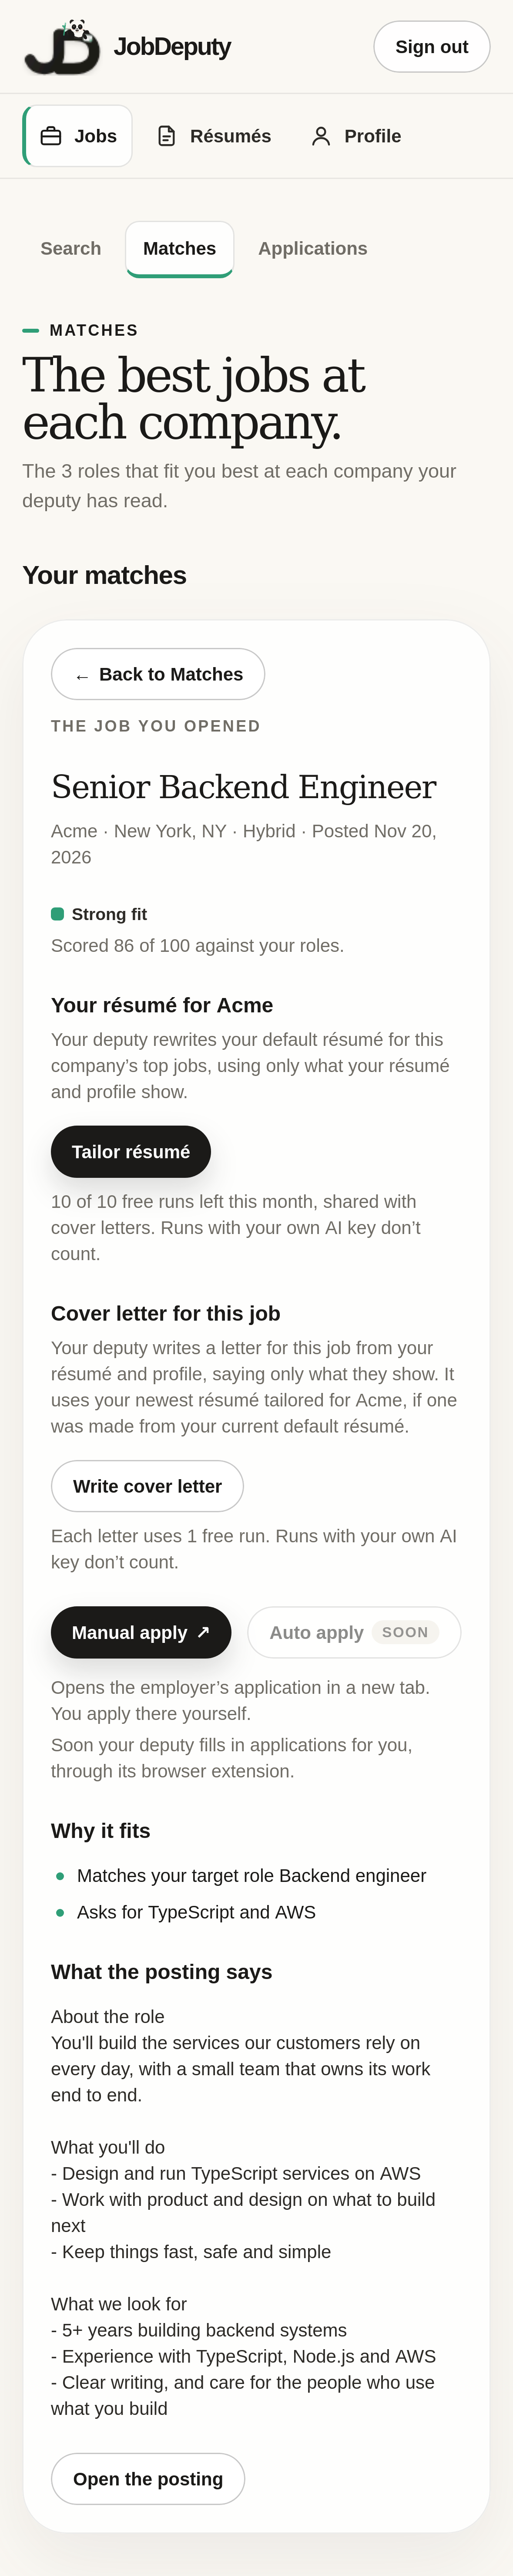 JD JobDeputy
Sign out
Jobs
Résumés
Profile
Search
Matches
Applications
MATCHES
The best jobs at
each company.
The 3 roles that fit you best at each company your
deputy has read.
Your matches
← Back to Matches
THE JOB YOU OPENED
Senior Backend Engineer
Acme · New York, NY · Hybrid · Posted Nov 20,
2026
Strong fit
Scored 86 of 100 against your roles.
Your résumé for Acme
Your deputy rewrites your default résumé for this
company’s top jobs, using only what your résumé
and profile show.
Tailor résumé
10 of 10 free runs left this month, shared with
cover letters. Runs with your own AI key don’t
count.
Cover letter for this job
Your deputy writes a letter for this job from your
résumé and profile, saying only what they show. It
uses your newest résumé tailored for Acme, if one
was made from your current default résumé.
Write cover letter
Each letter uses 1 free run. Runs with your own AI
key don’t count.
Manual apply ↗
Auto apply SOON
Opens the employer’s application in a new tab.
You apply there yourself.
Soon your deputy fills in applications for you,
through its browser extension.
Why it fits
Matches your target role Backend engineer
Asks for TypeScript and AWS
What the posting says
About the role
You'll build the services our customers rely on
every day, with a small team that owns its work
end to end.
What you'll do
- Design and run TypeScript services on AWS
- Work with product and design on what to build
next
- Keep things fast, safe and simple
What we look for
- 5+ years building backend systems
- Experience with TypeScript, Node.js and AWS
- Clear writing, and care for the people who use
what you build
Open the posting